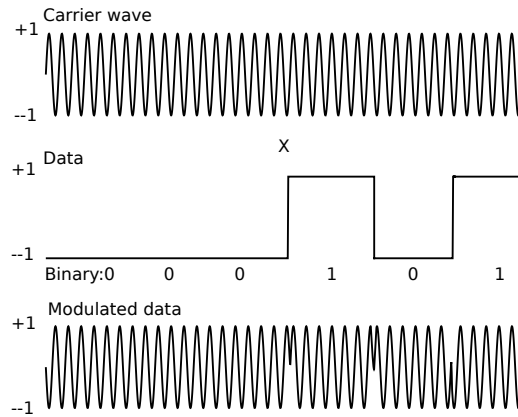 Carrier wave
+1
--1
X
Data
+1
--1
Binary:0 0 0 1 0 1
Modulated data
+1
--1